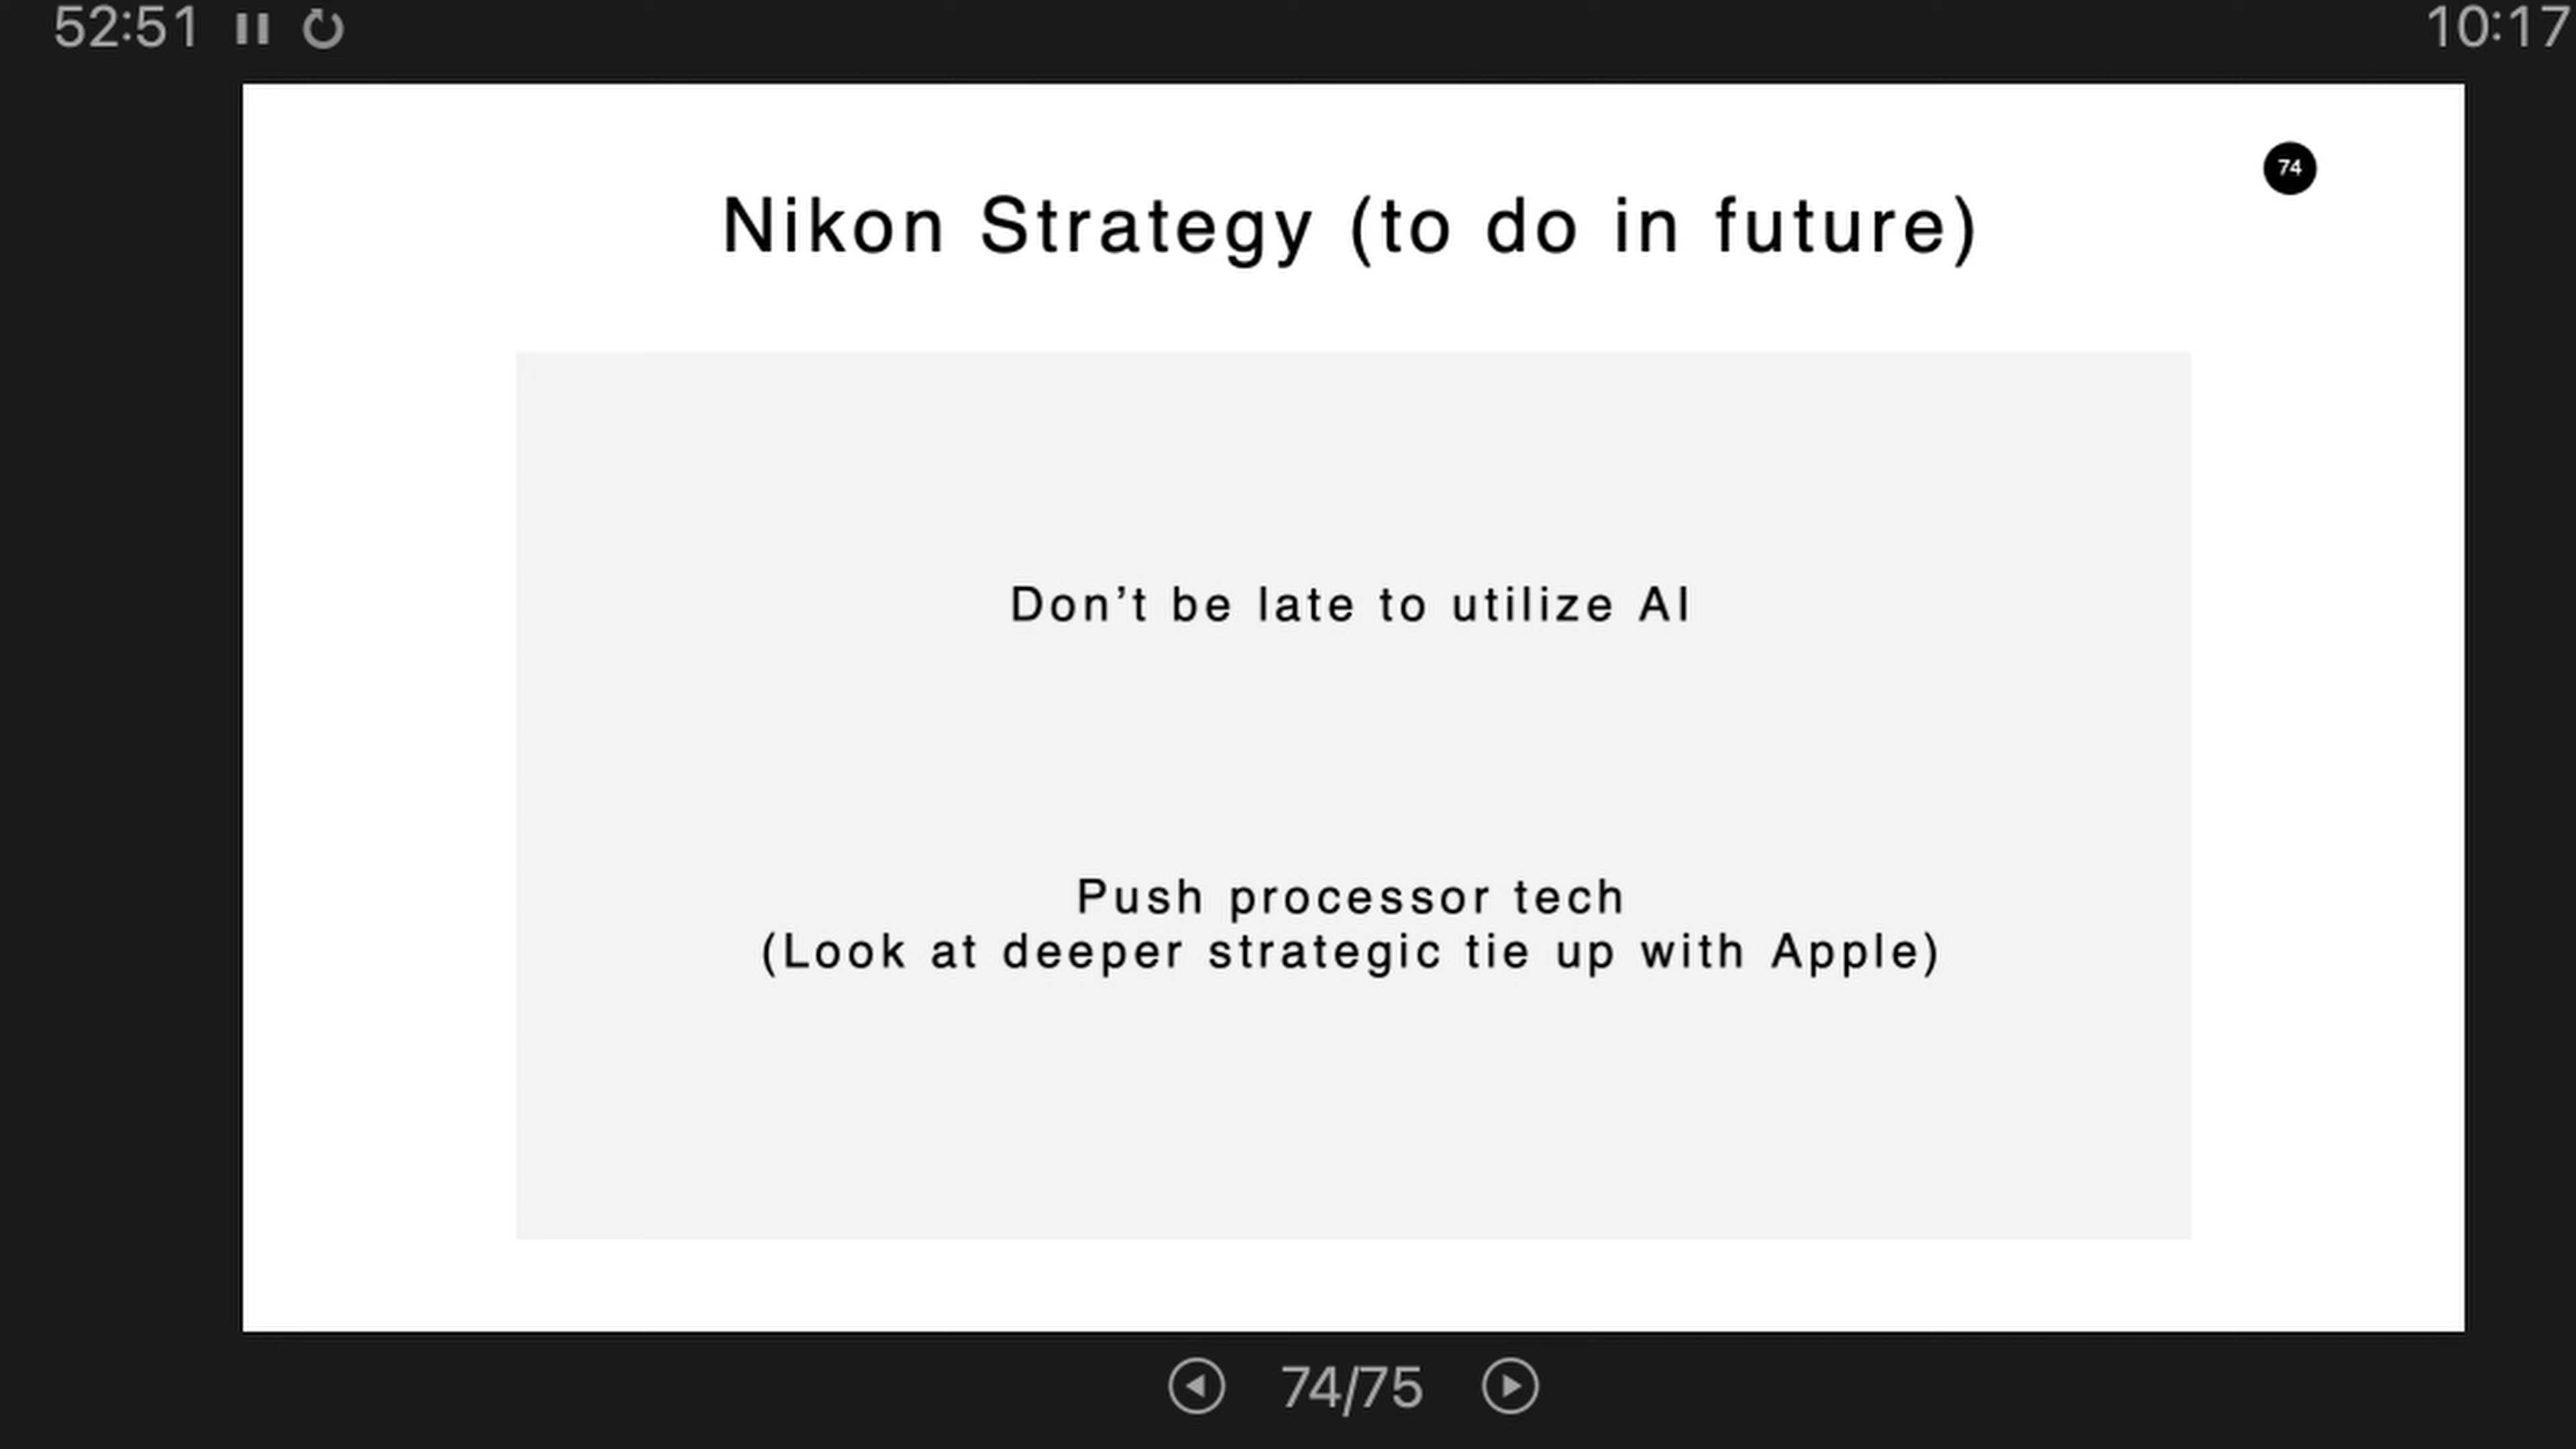 52:51
10:17
74
Nikon Strategy (to do in future)
Don’t be late to utilize AI
Push processor tech
(Look at deeper strategic tie up with Apple)
74/75